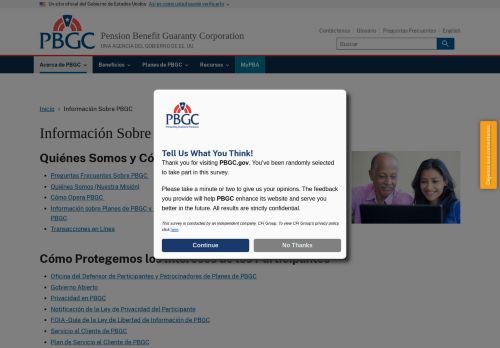 Un sitio oficial del Gobierno de Estados Unidos Así es como usted puede verificarlo
PBGC
Pension Benefit Guaranty Corporation
UNA AGENCIA DEL GOBIERNO DE EE. UU.
Contáctenos Glosario Preguntas Frecuentes English
Buscar
Acerca de PBGC Beneficios Planes de PBGC Recursos MyPBA
Inicio > Información Sobre PBGC
Información Sobre
Quiénes Somos y Có
Preguntas Frecuentes Sobre PBGC
Quiénes Somos (Nuestra Misión)
Cómo Opera PBGC
Información sobre Planes de PBGC y
PBGC
Transacciones en Línea
Cómo Protegemos los Intereses de los Participantes
Oficina del Defensor de Participantes y Patrocinadores de Planes de PBGC
Gobierno Abierto
Privacidad en PBGC
Notificación de la Ley de Privacidad del Participante
FOIA - Guía de la Ley de Libertad de Información de PBGC
Servicio al Cliente de PBGC
Plan de Servicio al Cliente de PBGC
PBGC
Protecting America's Pensions
Tell Us What You Think!
Thank you for visiting PBGC.gov. You've been randomly selected
to take part in this survey.
Please take a minute or two to give us your opinions. The feedback
you provide will help PBGC enhance its website and serve you
better in the future. All results are strictly confidential.
This survey is conducted by an independent company, CFI Group. To view CFI Group's privacy policy
click here.
Continue
No Thanks